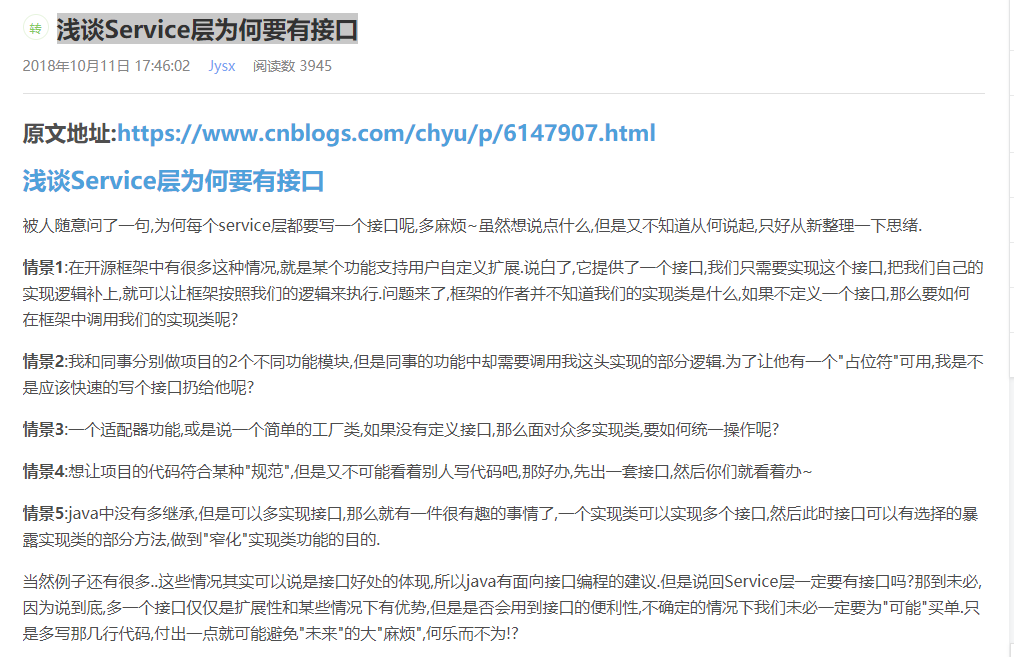 转 浅谈Service层为何要有接口
2018年10月11日 17:46:02 Jysx 阅读数 3945
原文地址:https://www.cnblogs.com/chyu/p/6147907.html
浅谈Service层为何要有接口
被人随意问了一句,为何每个service层都要写一个接口呢,多麻烦~虽然想说点什么,但是又不知道从何说起,只好从新整理一下思绪.
情景1:在开源框架中有很多这种情况,就是某个功能支持用户自定义扩展.说白了,它提供了一个接口,我们只需要实现这个接口,把我们自己的
实现逻辑补上,就可以让框架按照我们的逻辑来执行.问题来了,框架的作者并不知道我们的实现类是什么,如果不定义一个接口,那么要如何
在框架中调用我们的实现类呢?
情景2:我和同事分别做项目的2个不同功能模块,但是同事的功能中却需要调用我这头实现的部分逻辑.为了让他有一个"占位符"可用,我是不
是应该快速的写个接口扔给他呢?
情景3:一个适配器功能,或是说一个简单的工厂类,如果没有定义接口,那么面对众多实现类,要如何统一操作呢?
情景4:想让项目的代码符合某种"规范",但是又不可能看着别人写代码吧,那好办,先出一套接口,然后你们就看着办~
情景5:java中没有多继承,但是可以多实现接口,那么就有一件很有趣的事情了,一个实现类可以实现多个接口,然后此时接口可以有选择的暴
露实现类的部分方法,做到"窄化"实现类功能的目的.
当然例子还有很多..这些情况其实可以说是接口好处的体现,所以java有面向接口编程的建议.但是说回Service层一定要有接口吗?那到未必,
因为说到底,多一个接口仅仅是扩展性和某些情况下有优势,但是是否会用到接口的便利性,不确定的情况下我们未必一定要为"可能"买单.只
是多写那几行代码,付出一点就可能避免"未来"的大"麻烦",何乐而不为!?